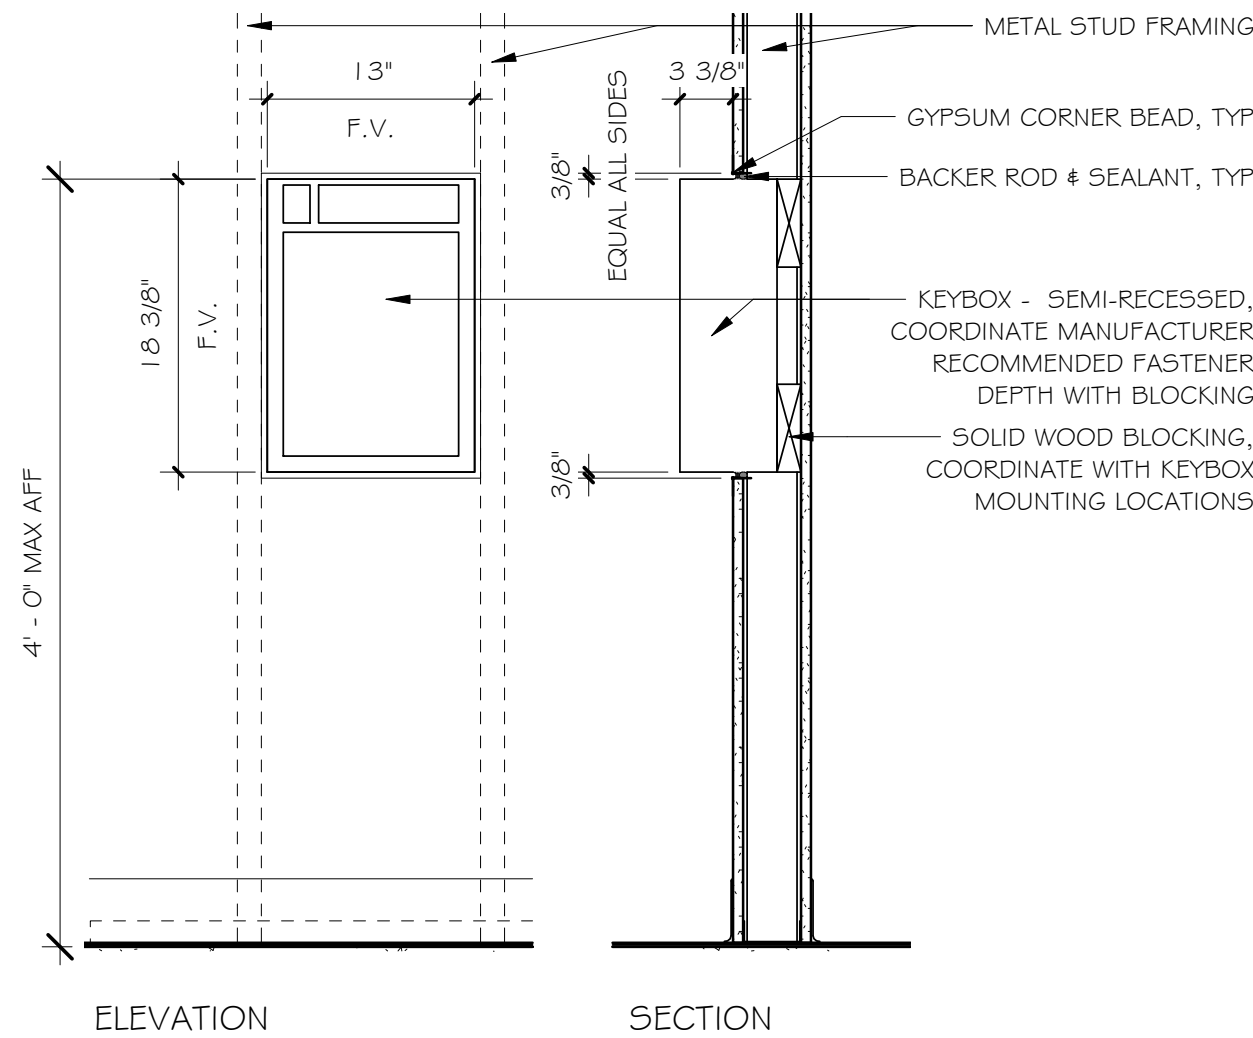 METAL STUD FRAMING
13"
F.V.
EQUAL ALL SIDES
3 3/8"
GYPSUM CORNER BEAD, TYP
3/8"
BACKER ROD & SEALANT, TYP
18 3/8"
F.V.
KEYBOX - SEMI-RECESSED,
COORDINATE MANUFACTURER
RECOMMENDED FASTENER
DEPTH WITH BLOCKING
SOLID WOOD BLOCKING,
COORDINATE WITH KEYBOX
MOUNTING LOCATIONS
3/8"
4' - 0" MAX AFF
ELEVATION
SECTION